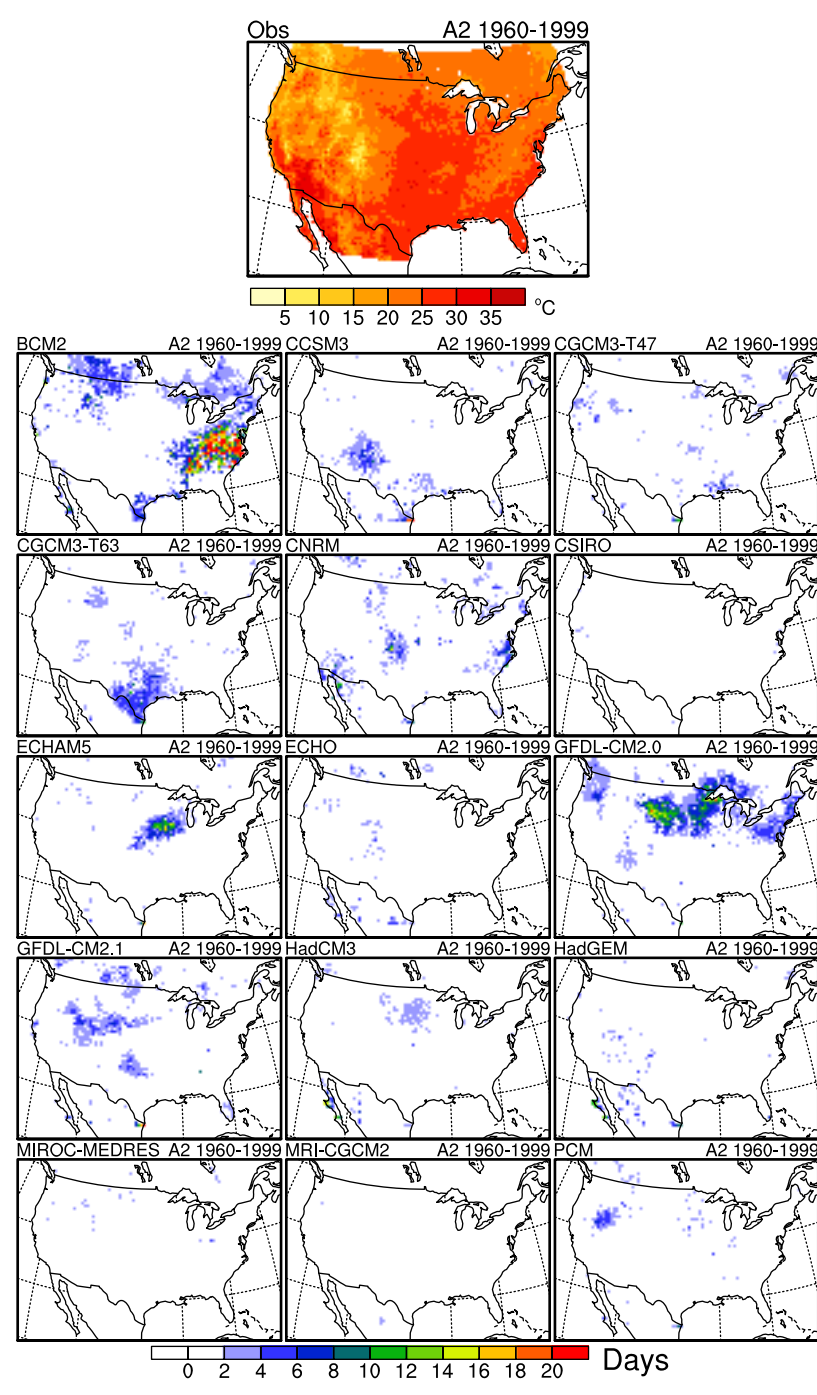 Obs A2 1960-1999
5 10 15 20 25 30 35 °C
BCM2 A2 1960-1999 CCSM3 A2 1960-1999 CGCM3-T47 A2 1960-1999
CGCM3-T63 A2 1960-1999 CNRM A2 1960-1999 CSIRO A2 1960-1999
ECHAM5 A2 1960-1999 ECHO A2 1960-1999 GFDL-CM2.0 A2 1960-1999
GFDL-CM2.1 A2 1960-1999 HadCM3 A2 1960-1999 HadGEM A2 1960-1999
MIROC-MEDRES A2 1960-1999 MRI-CGCM2 A2 1960-1999 PCM A2 1960-1999
0 2 4 6 8 10 12 14 16 18 20 Days